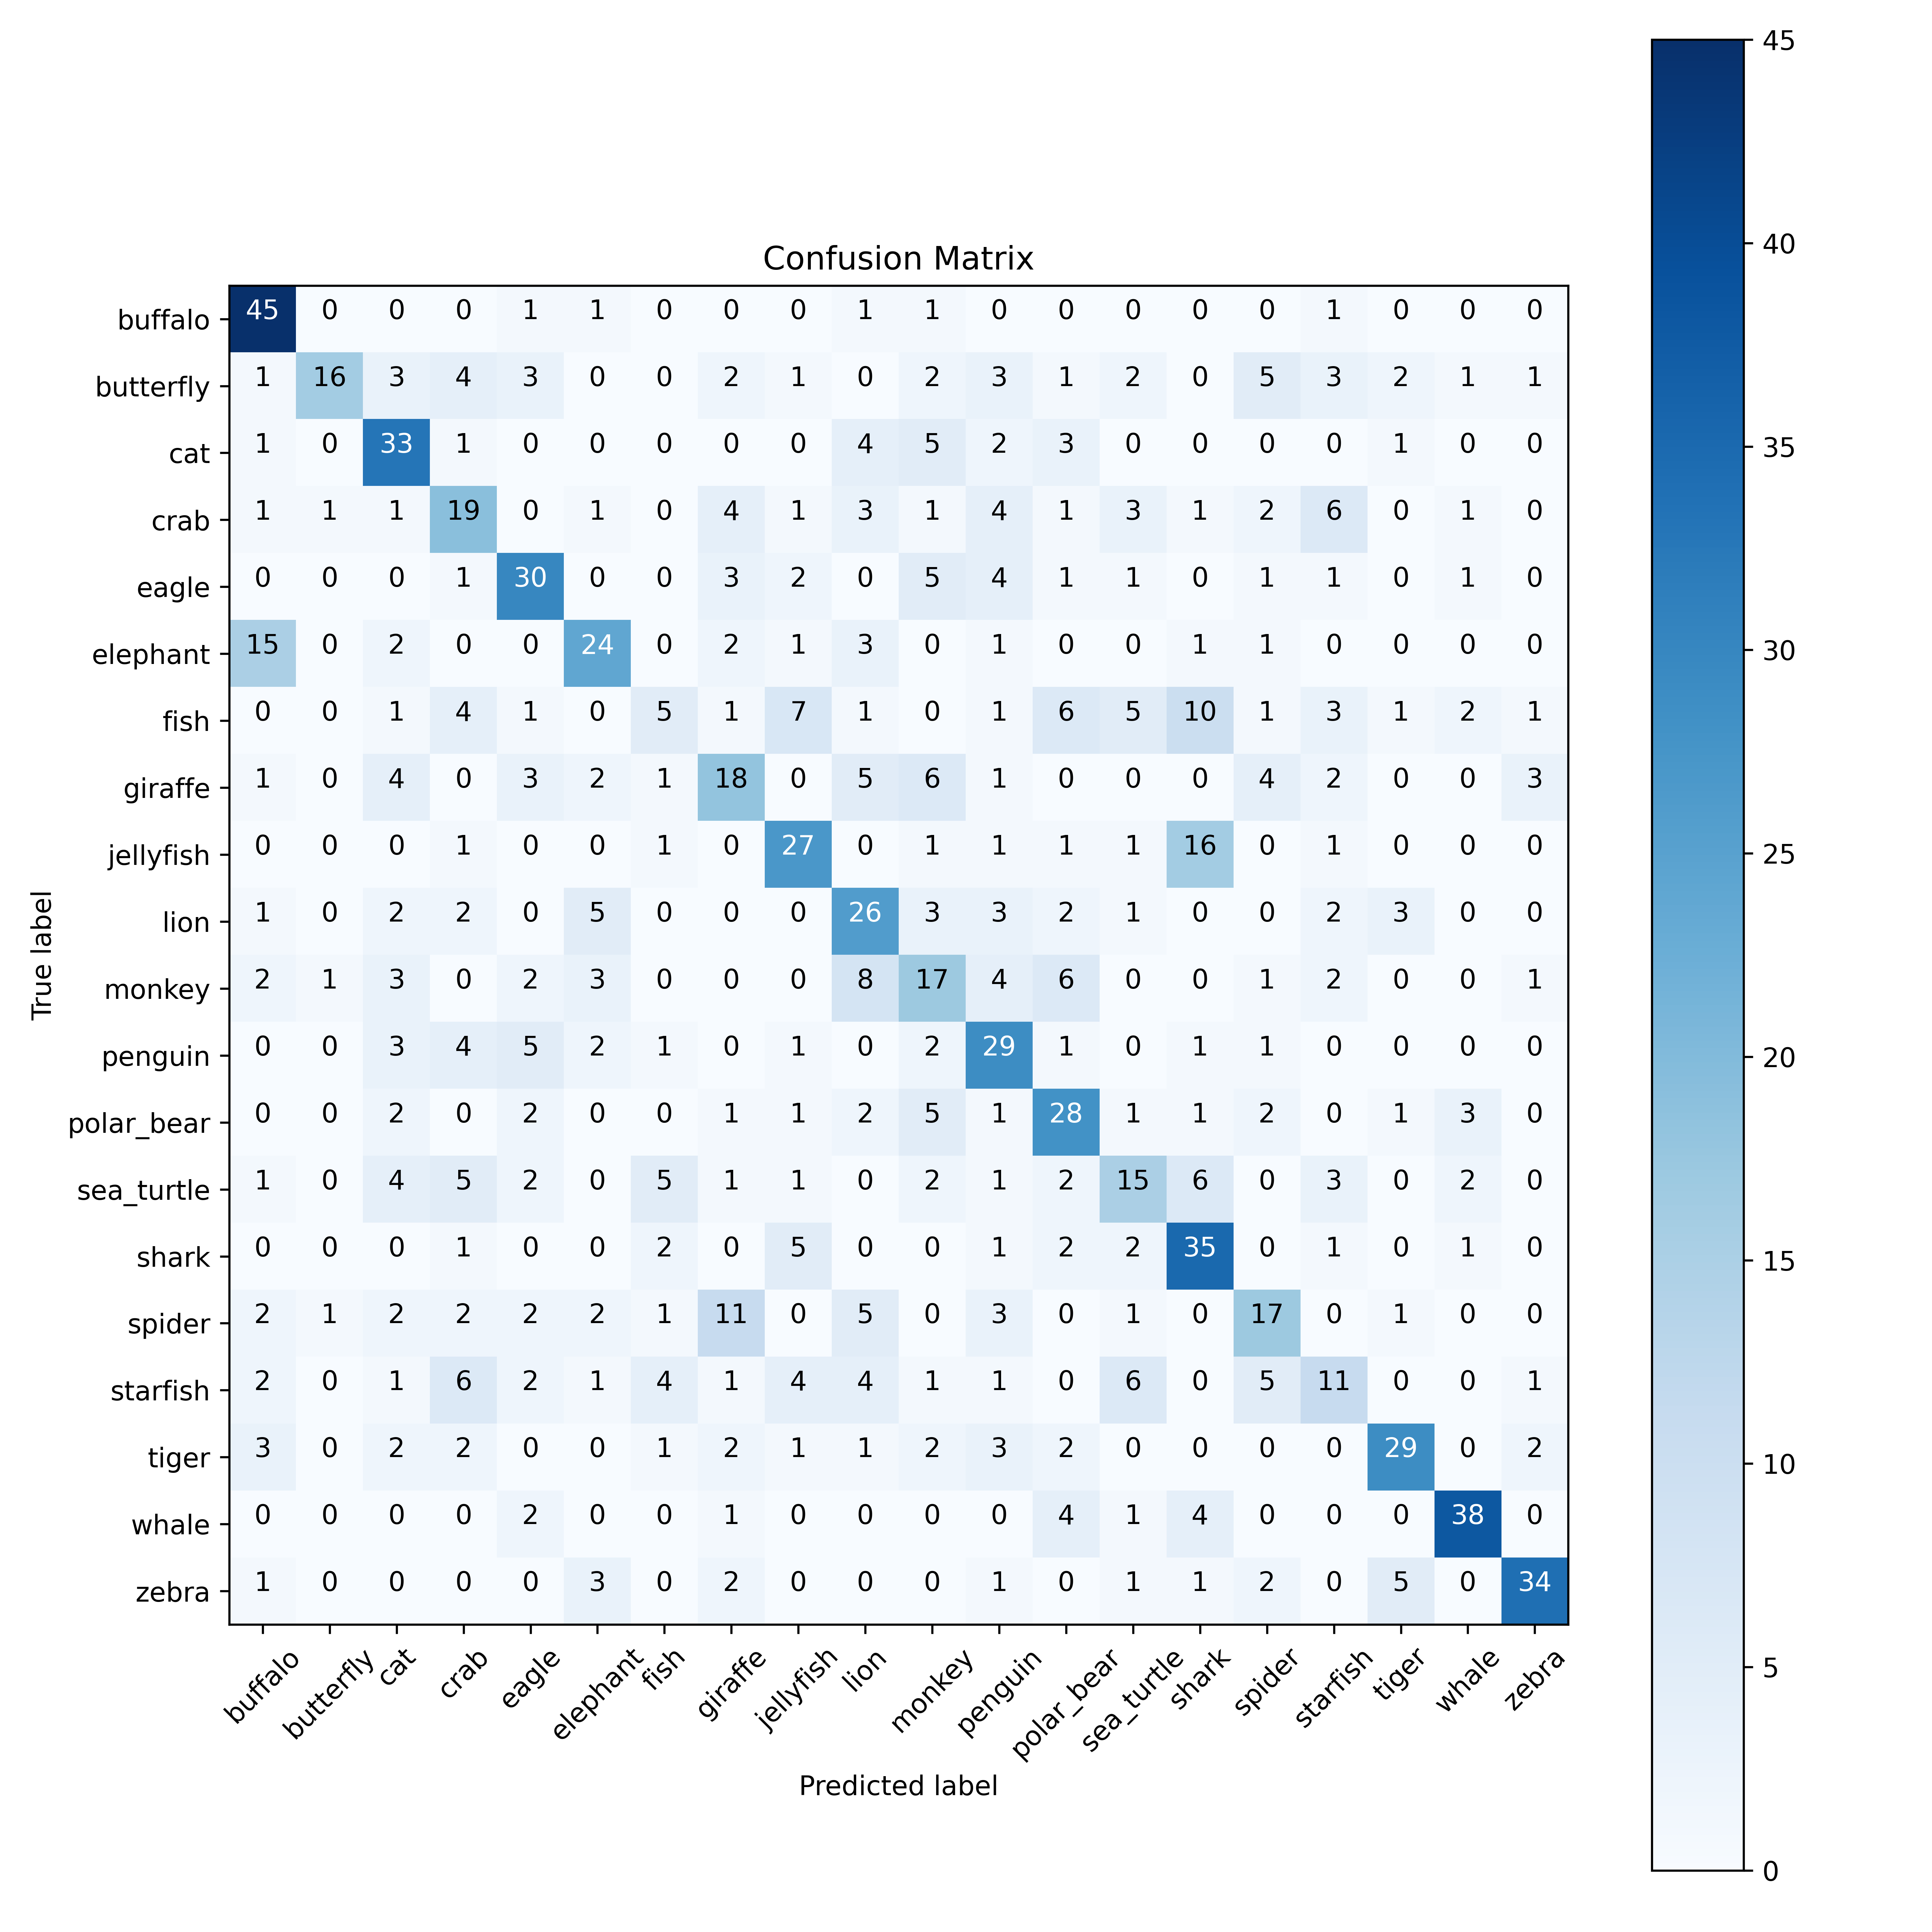 Confusion Matrix
buffalo 45 0 0 0 1 1 0 0 0 1 1 0 0 0 0 0 1 0 0 0
butterfly 1 16 3 4 3 0 0 2 1 0 2 3 1 2 0 5 3 2 1 1
cat 1 0 33 1 0 0 0 0 0 4 5 2 3 0 0 0 0 1 0 0
crab 1 1 1 19 0 1 0 4 1 3 1 4 1 3 1 2 6 0 1 0
eagle 0 0 0 1 30 0 0 3 2 0 5 4 1 1 0 1 1 0 1 0
elephant 15 0 2 0 0 24 0 2 1 3 0 1 0 0 1 1 0 0 0 0
fish 0 0 1 4 1 0 5 1 7 1 0 1 6 5 10 1 3 1 2 1
giraffe 1 0 4 0 3 2 1 18 0 5 6 1 0 0 0 4 2 0 0 3
jellyfish 0 0 0 1 0 0 1 0 27 0 1 1 1 1 16 0 1 0 0 0
lion 1 0 2 2 0 5 0 0 0 26 3 3 2 1 0 0 2 3 0 0
monkey 2 1 3 0 2 3 0 0 0 8 17 4 6 0 0 1 2 0 0 1
penguin 0 0 3 4 5 2 1 0 1 0 2 29 1 0 1 1 0 0 0 0
polar_bear 0 0 2 0 2 0 0 1 1 2 5 1 28 1 1 2 0 1 3 0
sea_turtle 1 0 4 5 2 0 5 1 1 0 2 1 2 15 6 0 3 0 2 0
shark 0 0 0 1 0 0 2 0 5 0 0 1 2 2 35 0 1 0 1 0
spider 2 1 2 2 2 2 1 11 0 5 0 3 0 1 0 17 0 1 0 0
starfish 2 0 1 6 2 1 4 1 4 4 1 1 0 6 0 5 11 0 0 1
tiger 3 0 2 2 0 0 1 2 1 1 2 3 2 0 0 0 0 29 0 2
whale 0 0 0 0 2 0 0 1 0 0 0 0 4 1 4 0 0 0 38 0
zebra 1 0 0 0 0 3 0 2 0 0 0 1 0 1 1 2 0 5 0 34
buffalo butterfly cat crab eagle elephant fish giraffe jellyfish lion monkey penguin polar_bear sea_turtle shark spider starfish tiger whale zebra
Predicted label
True label
45
40
35
30
25
20
15
10
5
0